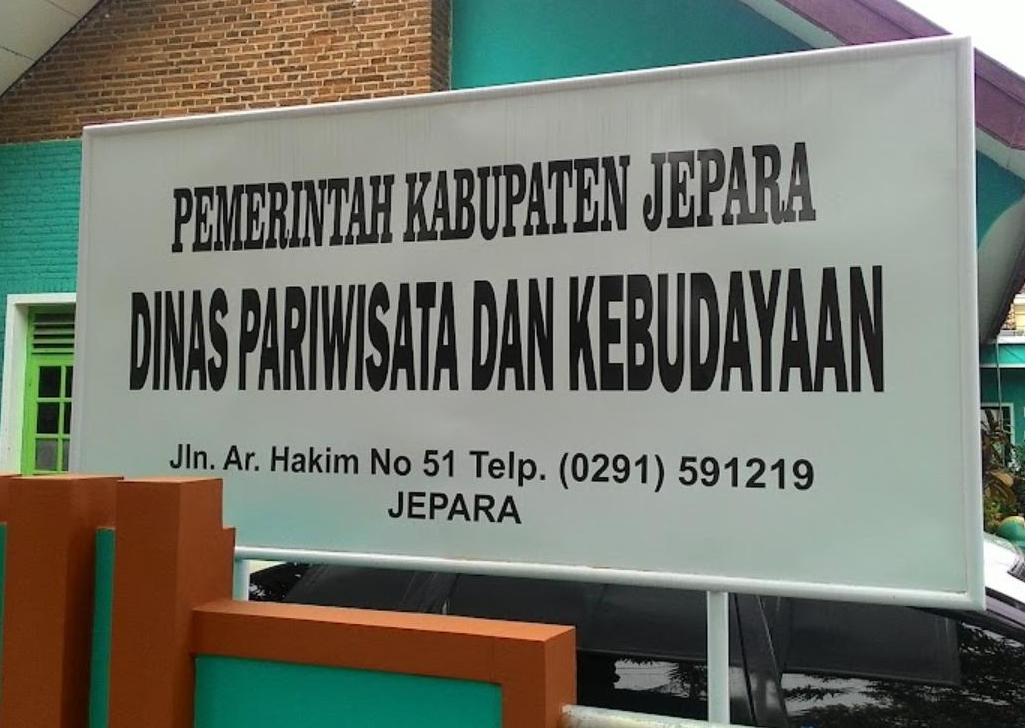 PEMERINTAH KABUPATEN JEPARA
DINAS PARIWISATA DAN KEBUDAYAAN
Jln. Ar. Hakim No 51 Telp. (0291) 591219
JEPARA